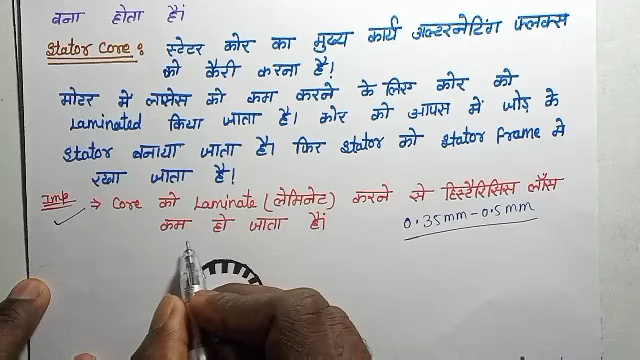 बना होता है।
Stator Core : स्टेटर कोर का मुख्य कार्य अल्टरनेटिंग फ्लक्स
को कैरी करना है!
मोटर में लासेस को कम करने के लिए कोर को
Laminated किया जाता है। कोर को आपस में जोड़ के
Stator बनाया जाता है। फिर Stator को Stator Frame मे
रखा जाता है!
Imp → Core को Laminate (लेमिनेट) करने से हिस्टैरिसिस लॉस
कम हो जाता है। 0.35mm - 0.5mm